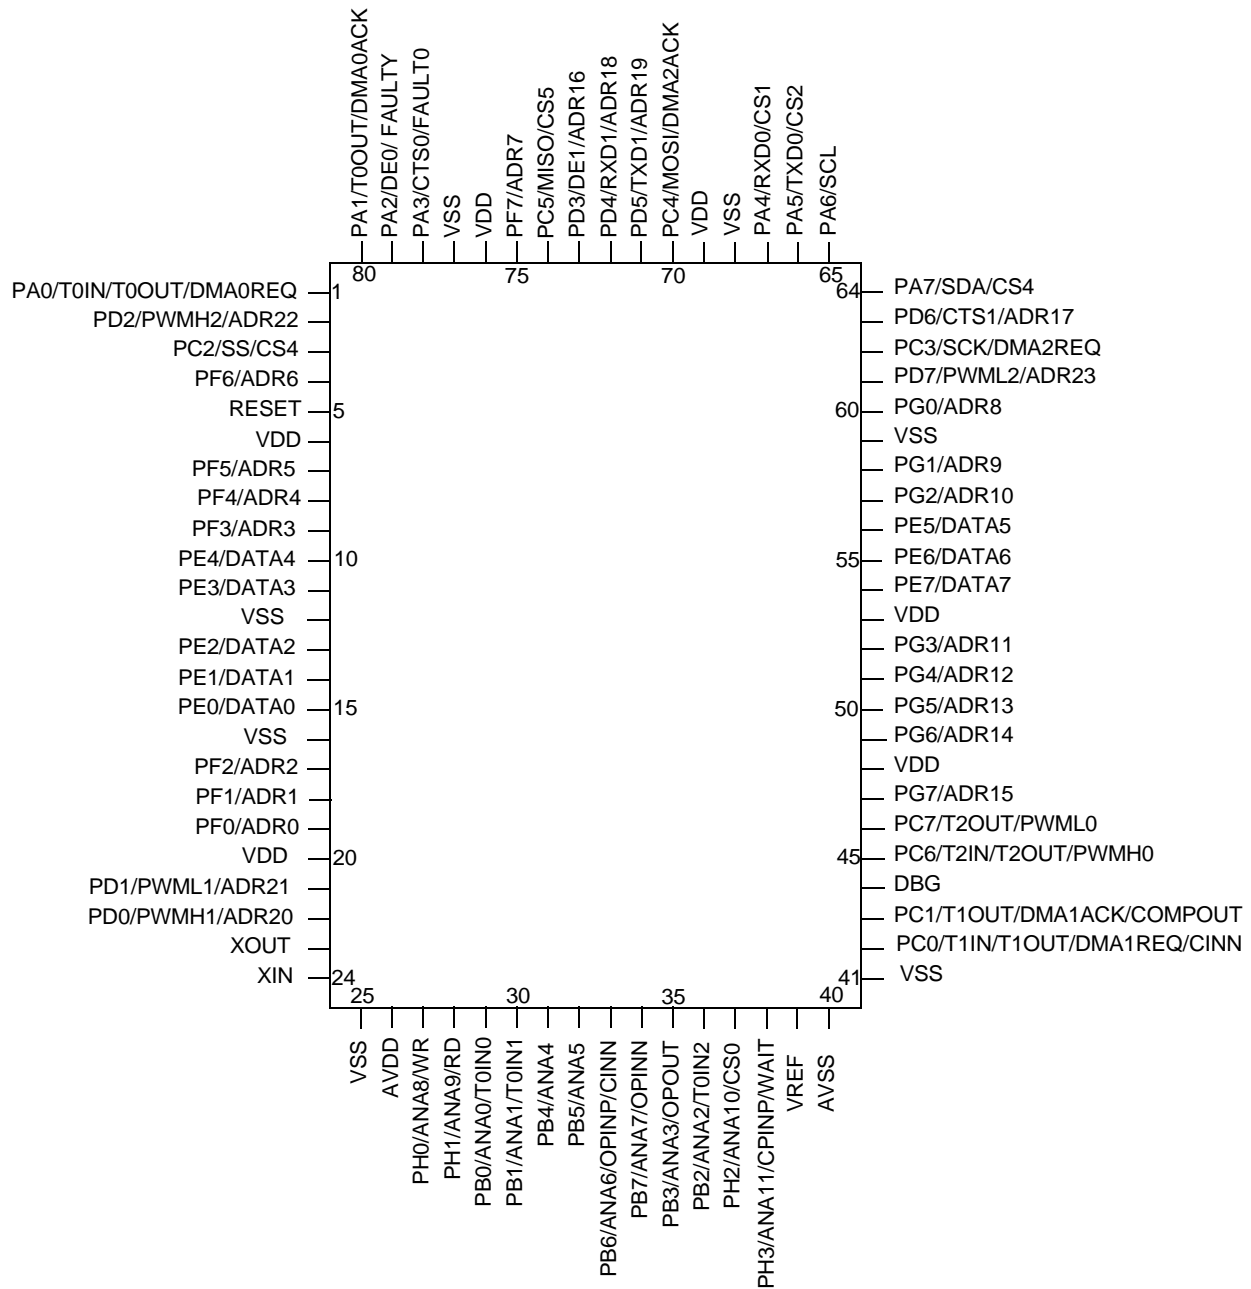 PA1/T0OUT/DMA0ACK
PA2/DE0/ FAULTY
PA3/CTS0/FAULT0
VSS
VDD
PF7/ADR7
PC5/MISO/CS5
PD3/DE1/ADR16
PD4/RXD1/ADR18
PD5/TXD1/ADR19
PC4/MOSI/DMA2ACK
VDD
VSS
PA4/RXD0/CS1
PA5/TXD0/CS2
PA6/SCL
80
75
70
65
PA0/T0IN/T0OUT/DMA0REQ 1
PD2/PWMH2/ADR22
PC2/SS/CS4
PF6/ADR6
RESET 5
VDD
PF5/ADR5
PF4/ADR4
PF3/ADR3
PE4/DATA4 10
PE3/DATA3
VSS
PE2/DATA2
PE1/DATA1
PE0/DATA0 15
VSS
PF2/ADR2
PF1/ADR1
PF0/ADR0
VDD 20
PD1/PWML1/ADR21
PD0/PWMH1/ADR20
XOUT
XIN 24
64 PA7/SDA/CS4
PD6/CTS1/ADR17
PC3/SCK/DMA2REQ
PD7/PWML2/ADR23
60 PG0/ADR8
VSS
PG1/ADR9
PG2/ADR10
PE5/DATA5
55 PE6/DATA6
PE7/DATA7
VDD
PG3/ADR11
PG4/ADR12
50 PG5/ADR13
PG6/ADR14
VDD
PG7/ADR15
PC7/T2OUT/PWML0
45 PC6/T2IN/T2OUT/PWMH0
DBG
PC1/T1OUT/DMA1ACK/COMPOUT
PC0/T1IN/T1OUT/DMA1REQ/CINN
41 VSS
25
30
35
40
VSS
AVDD
PH0/ANA8/WR
PH1/ANA9/RD
PB0/ANA0/T0IN0
PB1/ANA1/T0IN1
PB4/ANA4
PB5/ANA5
PB6/ANA6/OPINP/CINN
PB7/ANA7/OPINN
PB3/ANA3/OPOUT
PB2/ANA2/T0IN2
PH2/ANA10/CS0
PH3/ANA11/CPINP/WAIT
VREF
AVSS